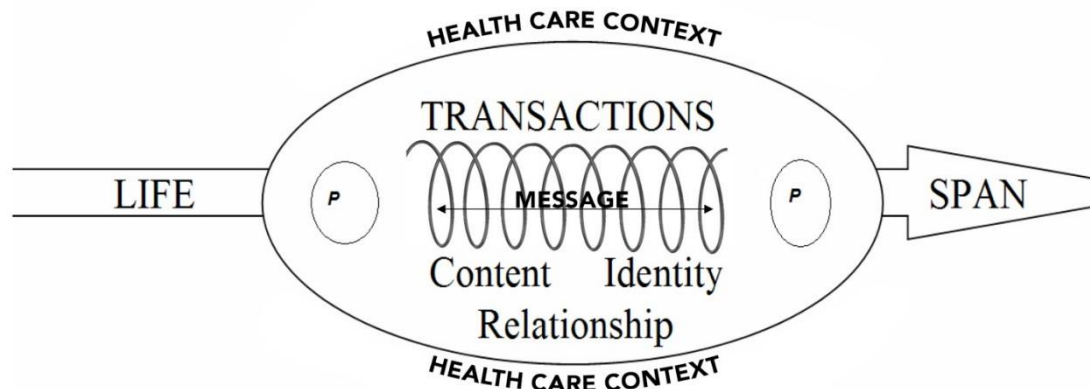 HEALTH CARE CONTEXT
TRANSACTIONS
LIFE
P
MESSAGE
P
SPAN
Content Identity
Relationship
HEALTH CARE CONTEXT